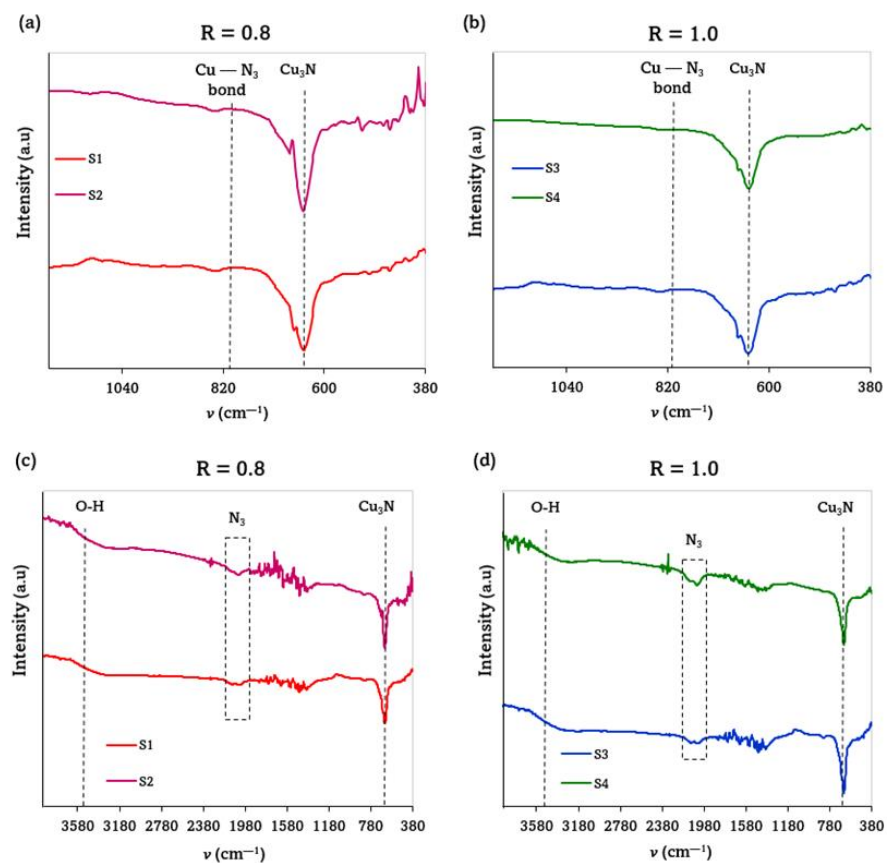 (a)
R = 0.8
Cu — N₃
bond
Cu₃N
S1
S2
Intensity (a.u)
1040 820 600 380
ν (cm⁻¹)
(b)
R = 1.0
Cu — N₃
bond
Cu₃N
S3
S4
Intensity (a.u)
1040 820 600 380
ν (cm⁻¹)
(c)
R = 0.8
O-H
N₃
Cu₃N
S1
S2
Intensity (a.u)
3580 3180 2780 2380 1980 1580 1180 780 380
ν (cm⁻¹)
(d)
R = 1.0
O-H
N₃
Cu₃N
S3
S4
Intensity (a.u)
3580 3180 2780 2380 1980 1580 1180 780 380
ν (cm⁻¹)